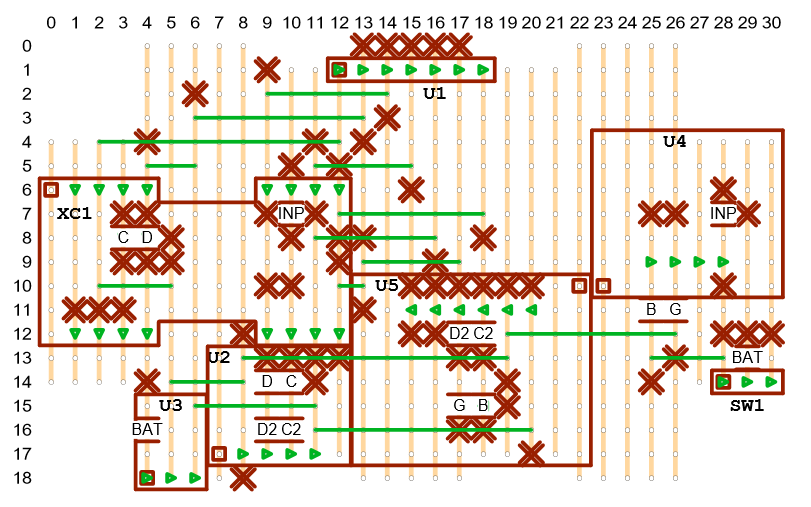 0 1 2 3 4 5 6 7 8 9 10 11 12 13 14 15 16 17 18 19 20 21 22 23 24 25 26 27 28 29 30
0
1
U1
2
3
4
U4
5
6
7 XC1 INP INP
8 C D
9
10 U5
11
B G
12 D2 C2
13 U2 BAT
14 D C
15 U3 G B SW1
16 BAT D2 C2
17
18